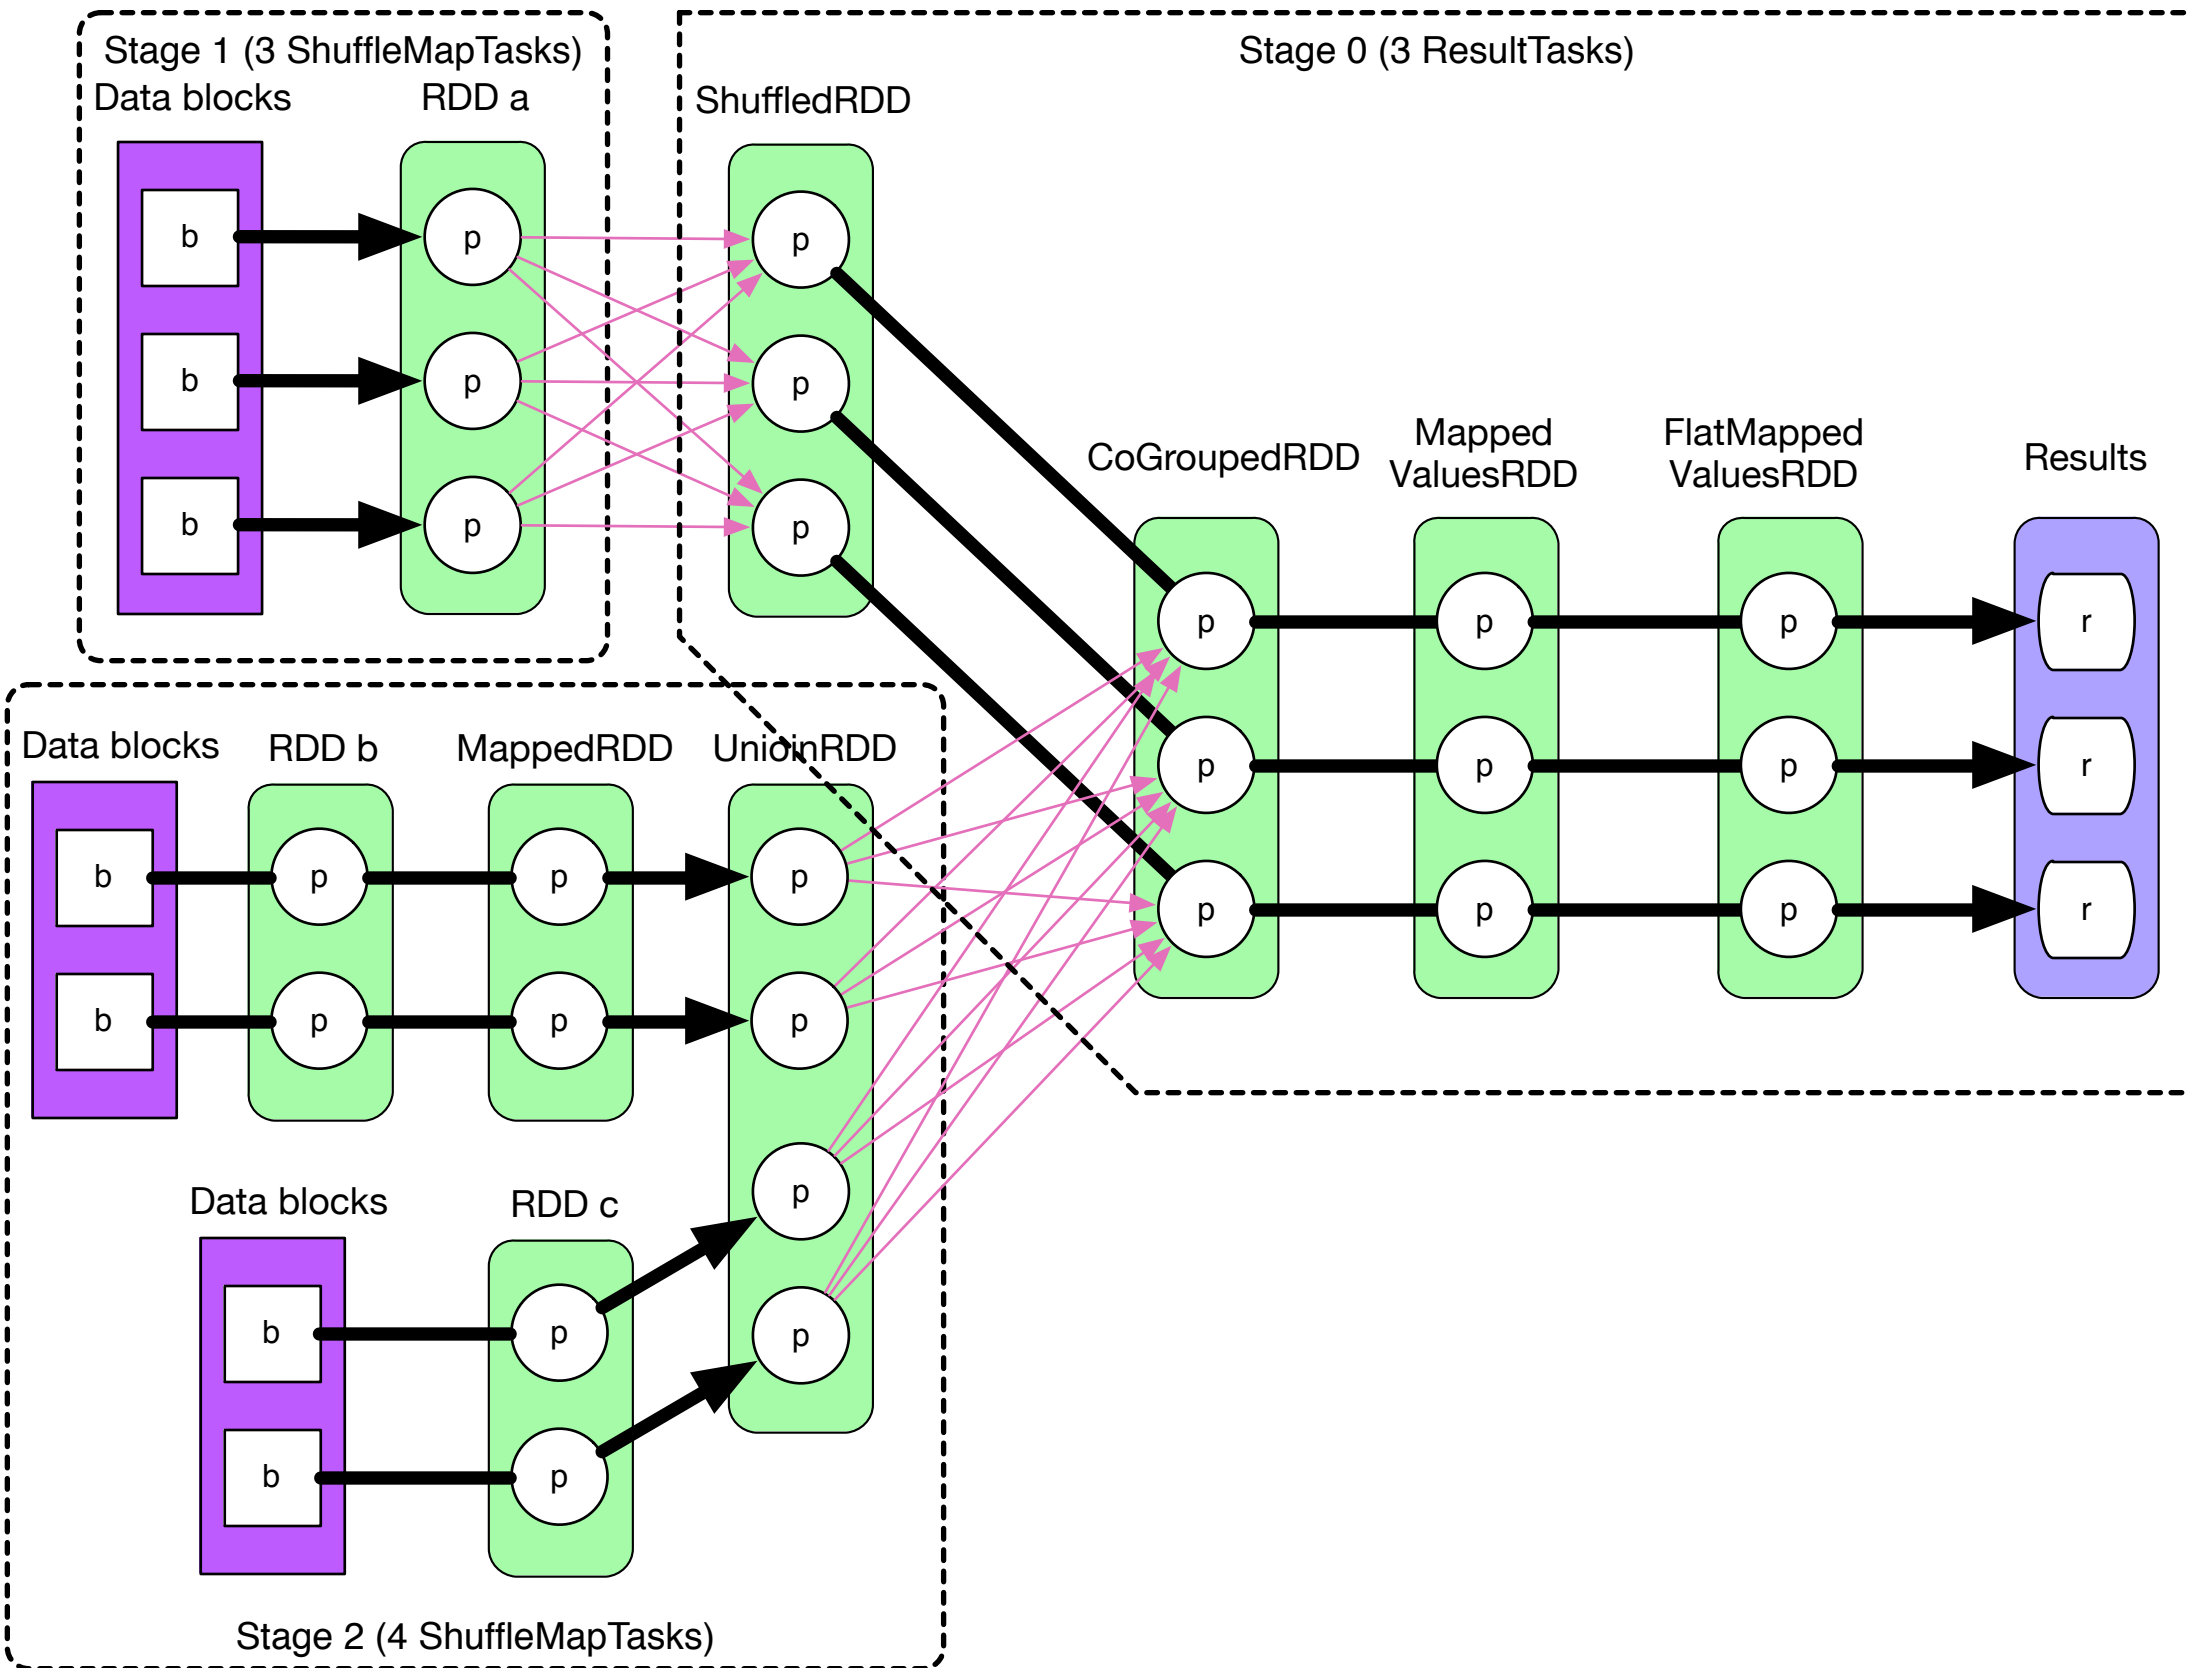 Stage 1 (3 ShuffleMapTasks)
Data blocks
RDD a
b
p
b
p
b
p
Stage 0 (3 ResultTasks)
ShuffledRDD
p
p
p
CoGroupedRDD
Mapped
ValuesRDD
FlatMapped
ValuesRDD
Results
p
p
p
r
p
p
p
r
p
p
p
r
Data blocks
RDD b
MappedRDD
UnioinRDD
b
p
p
p
b
p
p
p
p
p
Data blocks
RDD c
b
p
b
p
Stage 2 (4 ShuffleMapTasks)